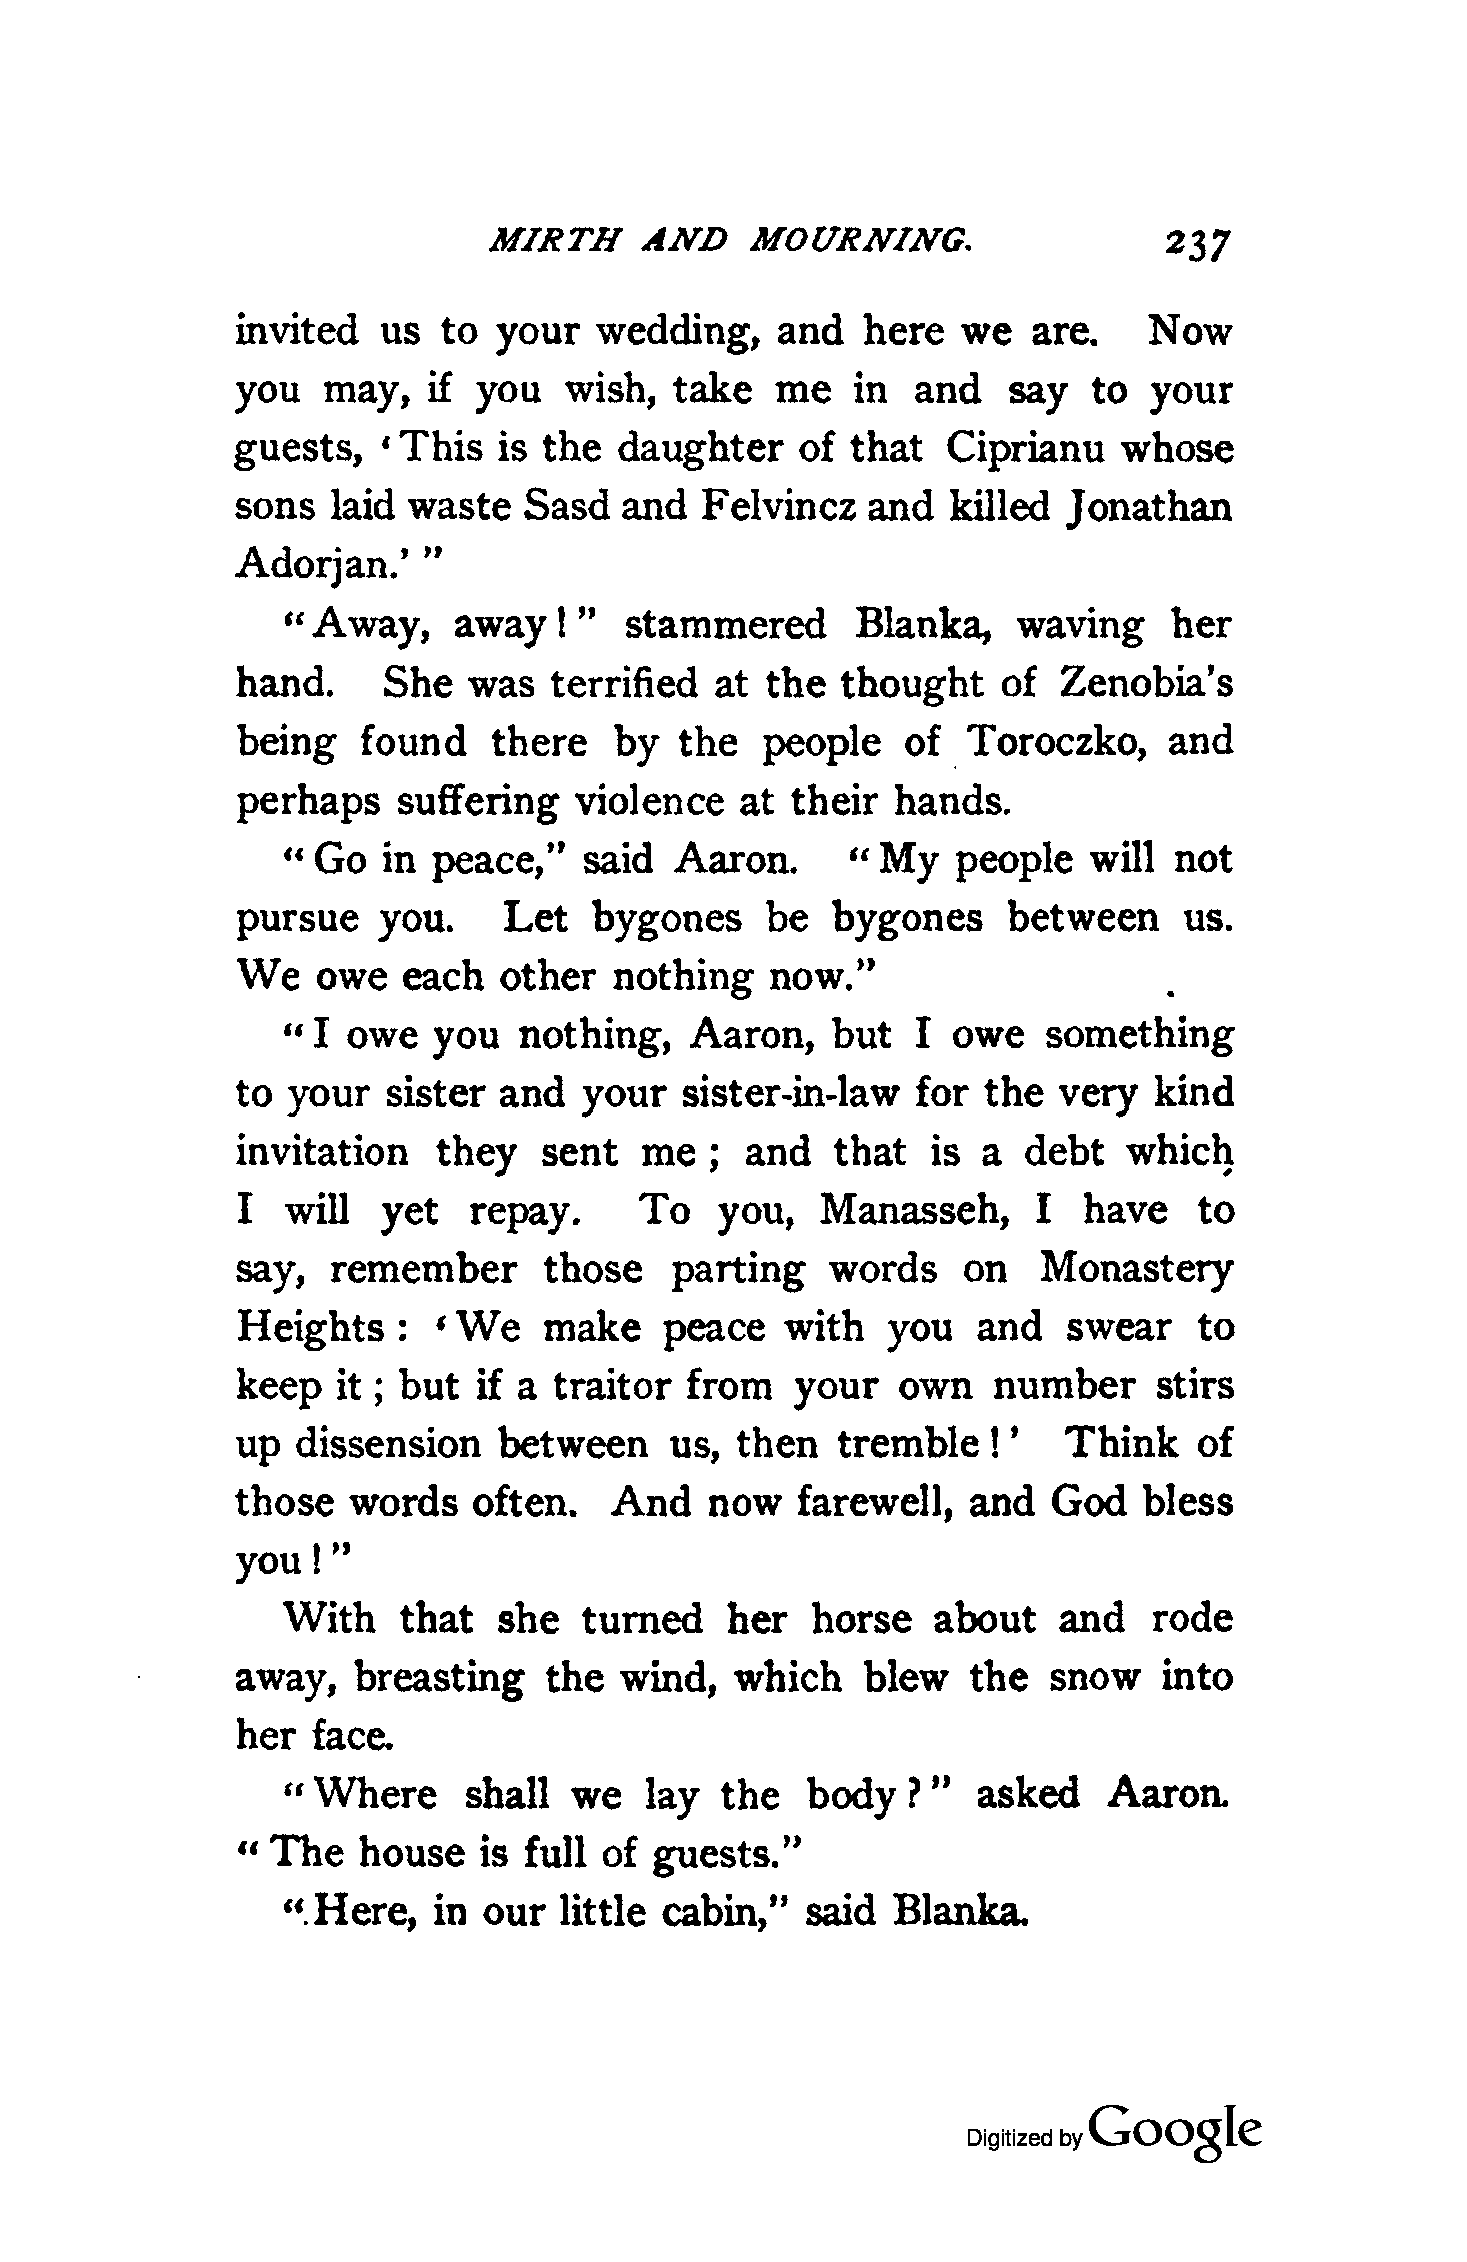 MIRTH AND MOURNING. 237
invited us to your wedding, and here we are. Now
you may, if you wish, take me in and say to your
guests, ‘This is the daughter of that Ciprianu whose
sons laid waste Sasd and Felvincz and killed Jonathan
Adorjan.’ ”
“Away, away!” stammered Blanka, waving her
hand. She was terrified at the thought of Zenobia’s
being found there by the people of Toroczko, and
perhaps suffering violence at their hands.
“Go in peace,” said Aaron. “My people will not
pursue you. Let bygones be bygones between us.
We owe each other nothing now.”
“I owe you nothing, Aaron, but I owe something
to your sister and your sister-in-law for the very kind
invitation they sent me; and that is a debt which
I will yet repay. To you, Manasseh, I have to
say, remember those parting words on Monastery
Heights: ‘We make peace with you and swear to
keep it; but if a traitor from your own number stirs
up dissension between us, then tremble!’ Think of
those words often. And now farewell, and God bless
you!”
With that she turned her horse about and rode
away, breasting the wind, which blew the snow into
her face.
“Where shall we lay the body?” asked Aaron.
“The house is full of guests.”
“Here, in our little cabin,” said Blanka.
Digitized by Google